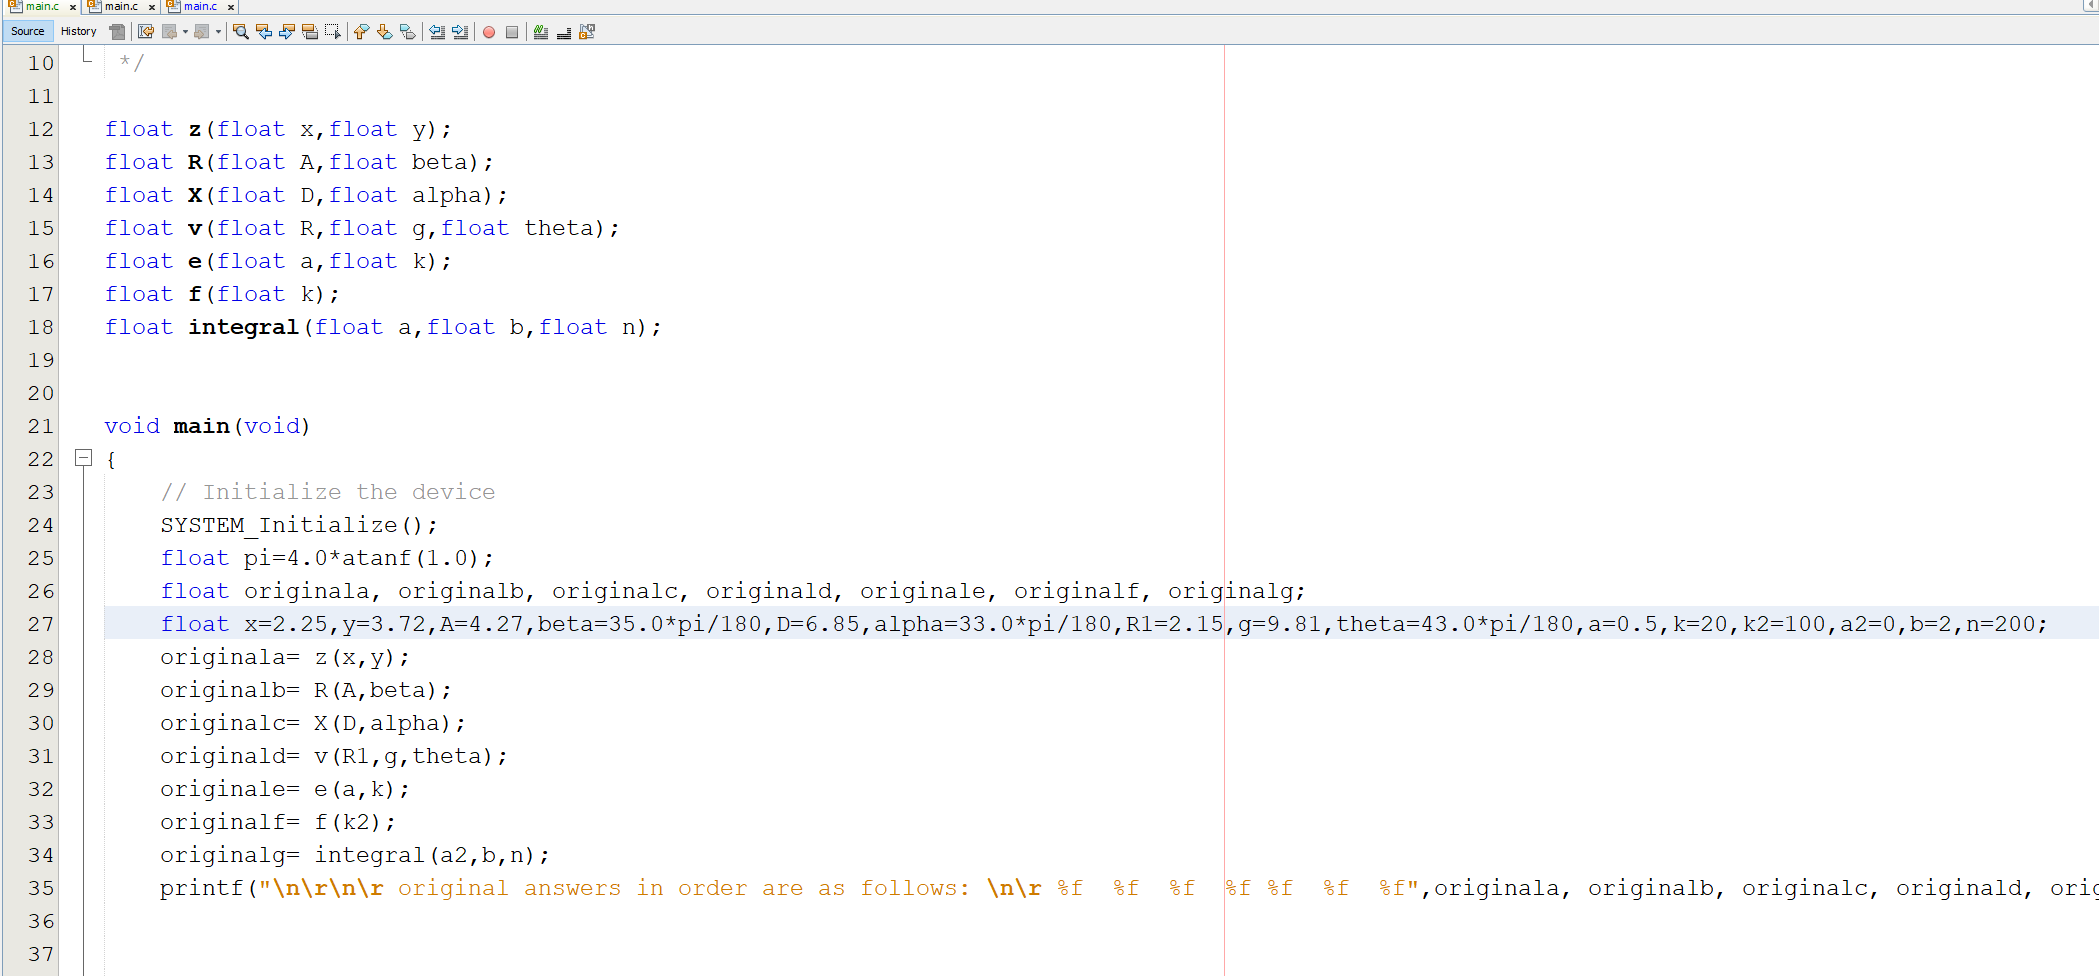 main.c x main.c x main.c x
Source History
10 */
11
12 float z(float x,float y);
13 float R(float A,float beta);
14 float X(float D,float alpha);
15 float v(float R,float g,float theta);
16 float e(float a,float k);
17 float f(float k);
18 float integral(float a,float b,float n);
19
20
21 void main(void)
22 {
23 // Initialize the device
24 SYSTEM_Initialize();
25 float pi=4.0*atanf(1.0);
26 float originala, originalb, originalc, originald, originale, originalf, originalg;
27 float x=2.25,y=3.72,A=4.27,beta=35.0*pi/180,D=6.85,alpha=33.0*pi/180,R1=2.15,g=9.81,theta=43.0*pi/180,a=0.5,k=20,k2=100,a2=0,b=2,n=200;
28 originala= z(x,y);
29 originalb= R(A,beta);
30 originalc= X(D,alpha);
31 originald= v(R1,g,theta);
32 originale= e(a,k);
33 originalf= f(k2);
34 originalg= integral(a2,b,n);
35 printf("\n\r\n\r original answers in order are as follows: \n\r %f  %f  %f  %f %f  %f  %f",originala, originalb, originalc, originald, orig
36
37